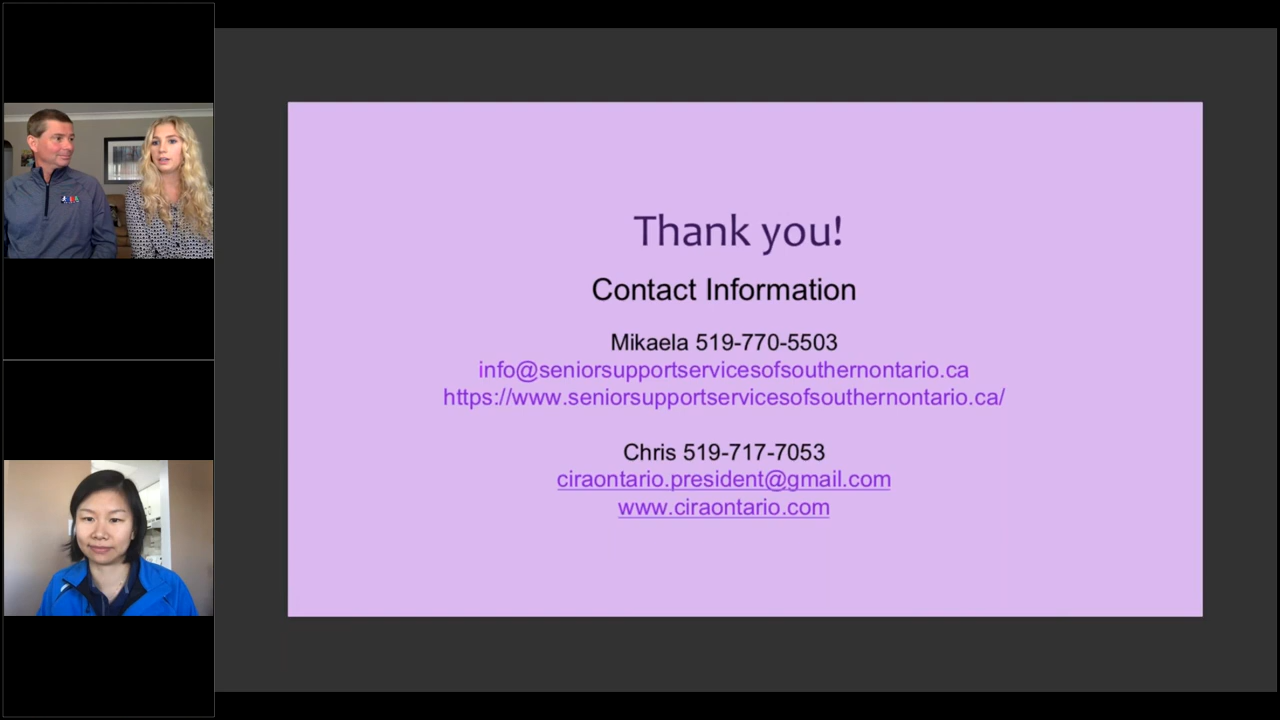 Thank you!
Contact Information
Mikaela 519-770-5503
info@seniorsupportservicesofsouthernontario.ca
https://www.seniorsupportservicesofsouthernontario.ca/
Chris 519-717-7053
ciraontario.president@gmail.com
www.ciraontario.com